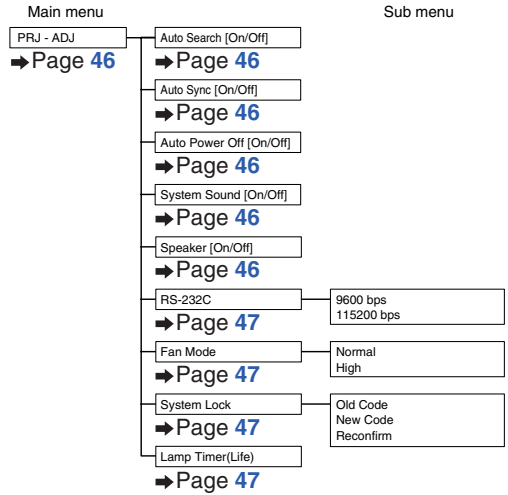 Main menu
Sub menu
PRJ - ADJ
➡Page 46
Auto Search [On/Off]
➡Page 46
Auto Sync [On/Off]
➡Page 46
Auto Power Off [On/Off]
➡Page 46
System Sound [On/Off]
➡Page 46
Speaker [On/Off]
➡Page 46
RS-232C
➡Page 47
9600 bps
115200 bps
Fan Mode
➡Page 47
Normal
High
System Lock
➡Page 47
Old Code
New Code
Reconfirm
Lamp Timer(Life)
➡Page 47